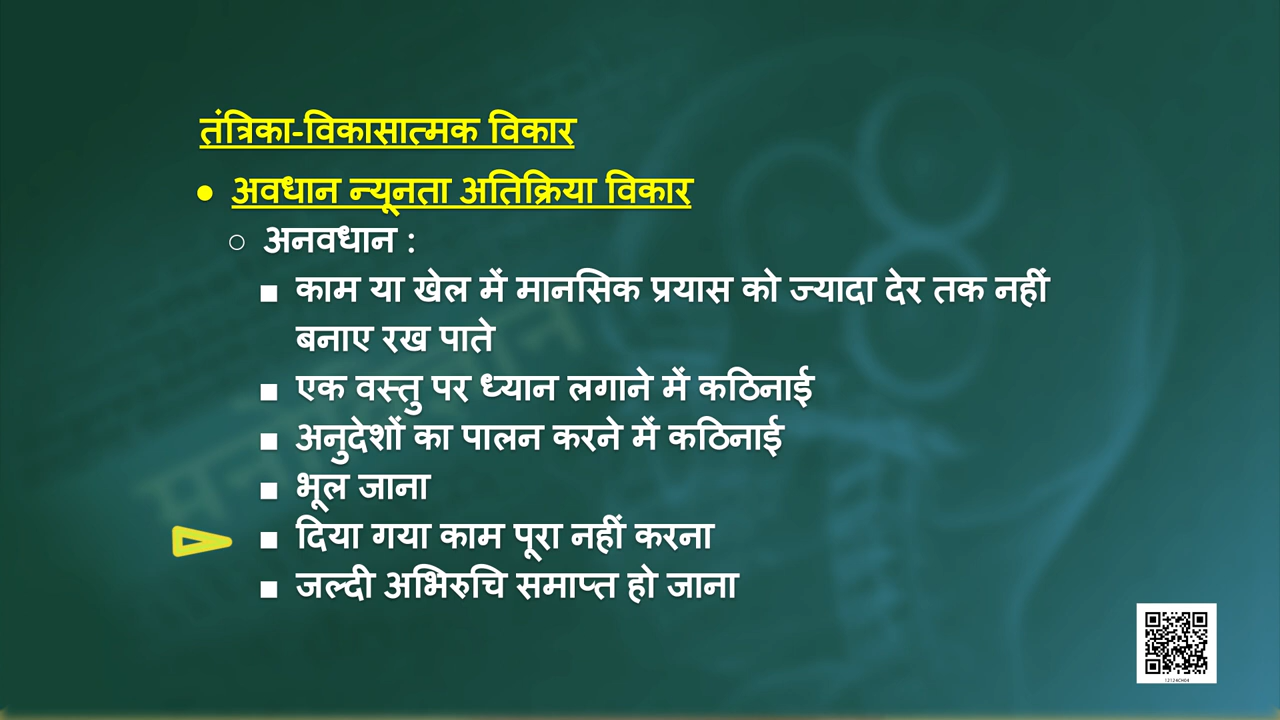 तंत्रिका-विकासात्मक विकार
● अवधान न्यूनता अतिक्रिया विकार
○ अनवधान :
■ काम या खेल में मानसिक प्रयास को ज्यादा देर तक नहीं
बनाए रख पाते
■ एक वस्तु पर ध्यान लगाने में कठिनाई
■ अनुदेशों का पालन करने में कठिनाई
■ भूल जाना
■ दिया गया काम पूरा नहीं करना
■ जल्दी अभिरुचि समाप्त हो जाना